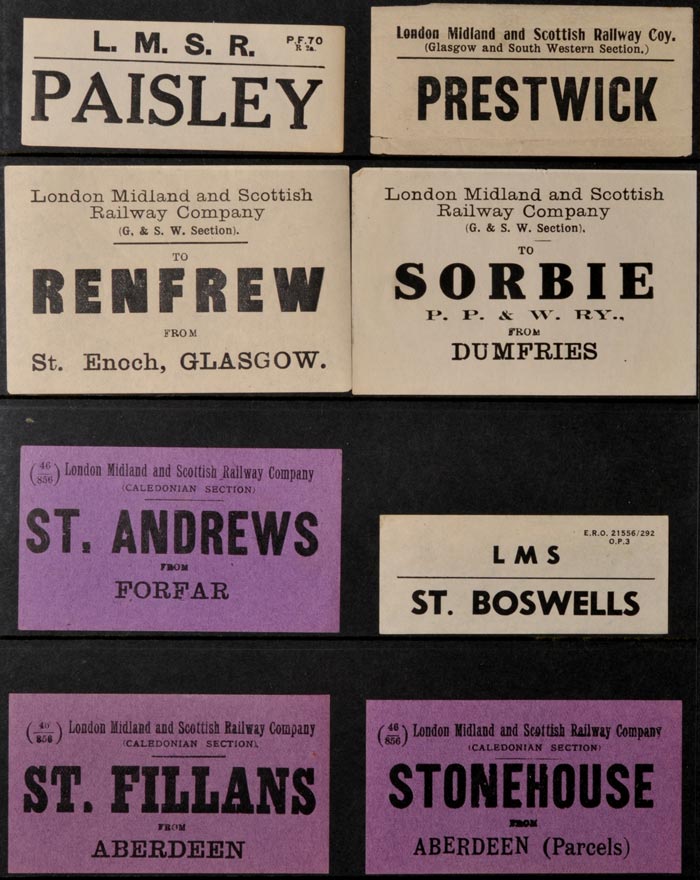 L. M. S. R. P.F.70
R 2a.
PAISLEY
London Midland and Scottish Railway Coy.
(Glasgow and South Western Section.)
PRESTWICK
London Midland and Scottish
Railway Company
(G. & S. W. Section).
TO
RENFREW
FROM
St. Enoch, GLASGOW.
London Midland and Scottish
Railway Company
(G. & S. W. Section).
TO
SORBIE
P. P. & W. RY.,
FROM
DUMFRIES
(46/856) London Midland and Scottish Railway Company
(CALEDONIAN SECTION)
ST. ANDREWS
FROM
FORFAR
E.R.O. 21556/292
O.P.3
LMS
ST. BOSWELLS
(46/856) London Midland and Scottish Railway Company
(CALEDONIAN SECTION).
ST. FILLANS
FROM
ABERDEEN
(46/856) London Midland and Scottish Railway Company
(CALEDONIAN SECTION)
STONEHOUSE
FROM
ABERDEEN (Parcels)